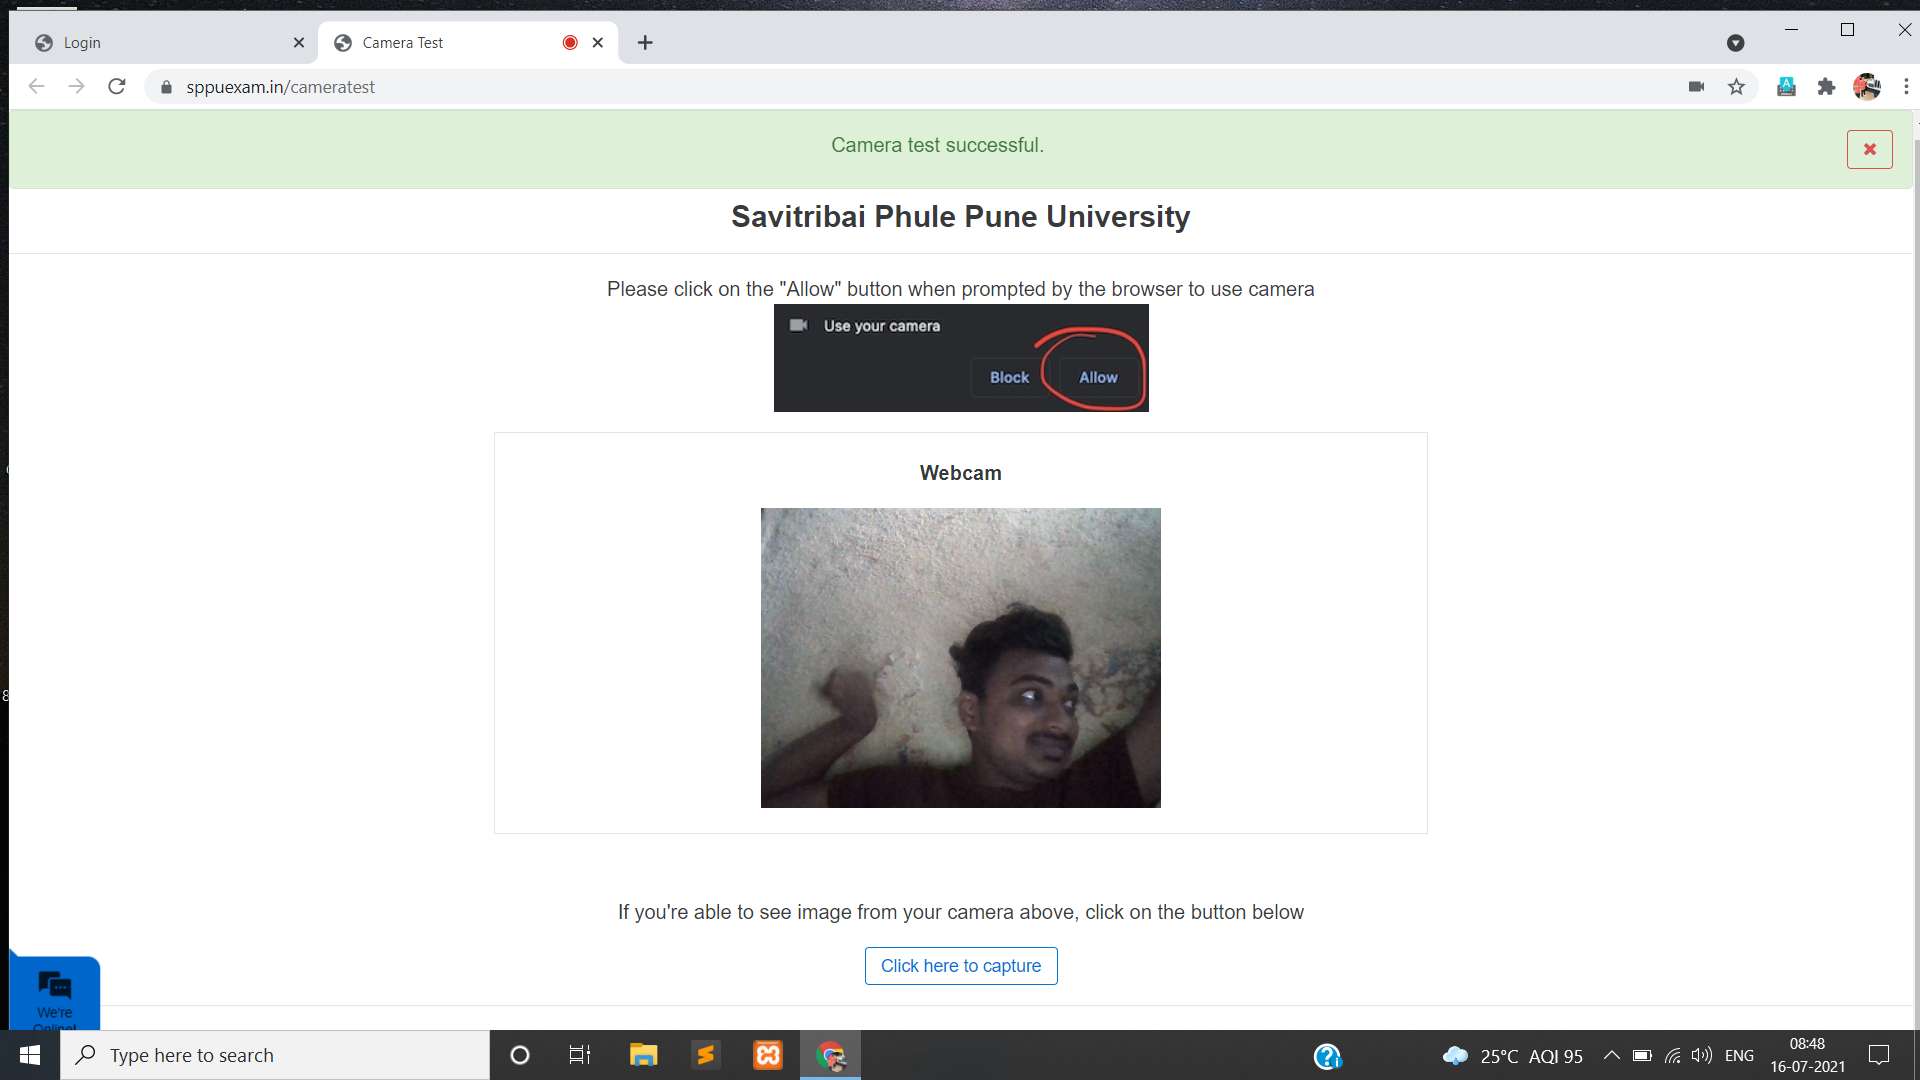 Login
Camera Test
sppuexam.in/cameratest
Camera test successful.
Savitribai Phule Pune University
Please click on the "Allow" button when prompted by the browser to use camera
Use your camera
Block Allow
Webcam
If you're able to see image from your camera above, click on the button below
Click here to capture
We're
Online!
Type here to search
25°C AQI 95
ENG
08:48
16-07-2021